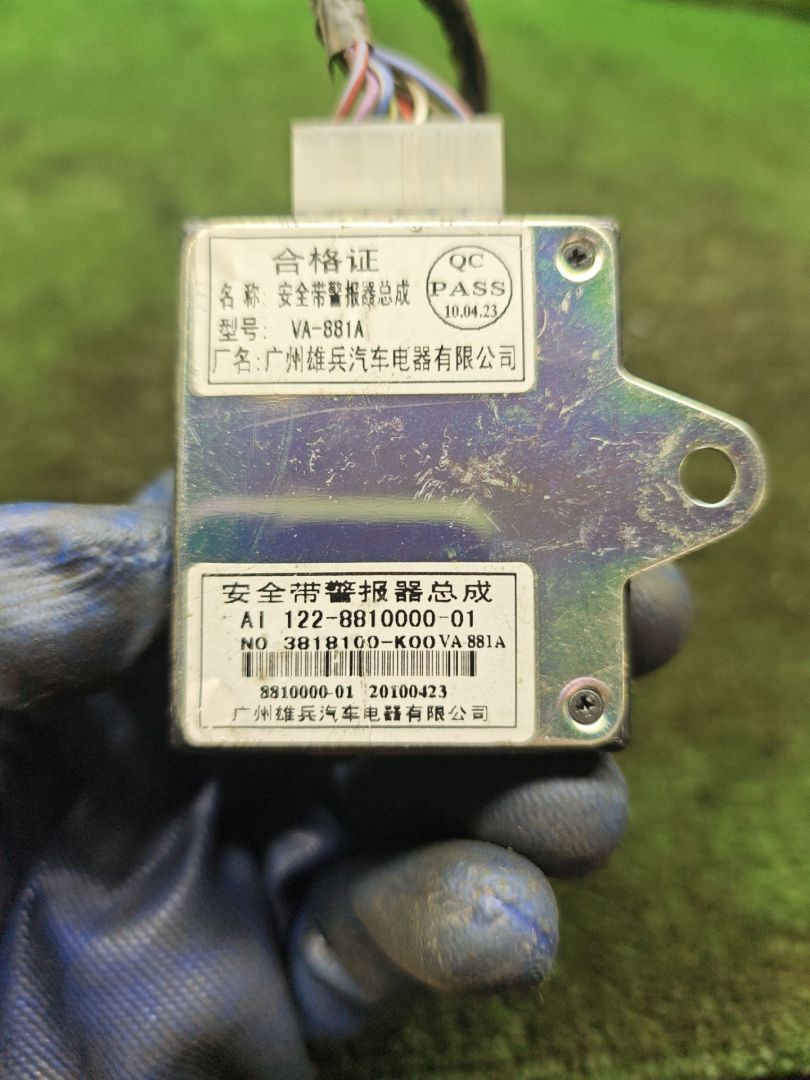 合格证
QC
PASS
10.04.23
名 称: 安全带警报器总成
型号: VA-881A
厂名: 广州雄兵汽车电器有限公司
安全带警报器总成
AI 122-8810000-01
NO 3818100-K00 VA 881A
8810000-01 20100423
广州雄兵汽车电器有限公司